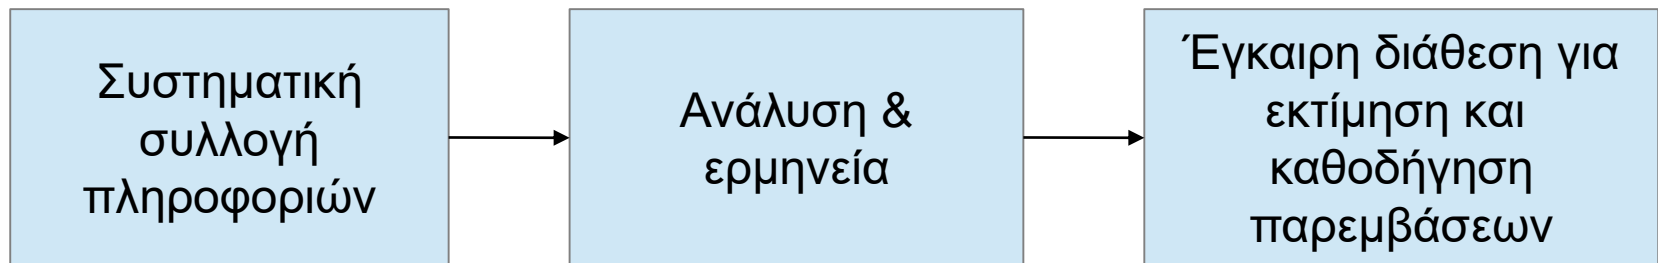 Συστηματική
συλλογή
πληροφοριών
Ανάλυση &
ερμηνεία
Έγκαιρη διάθεση για
εκτίμηση και
καθοδήγηση
παρεμβάσεων